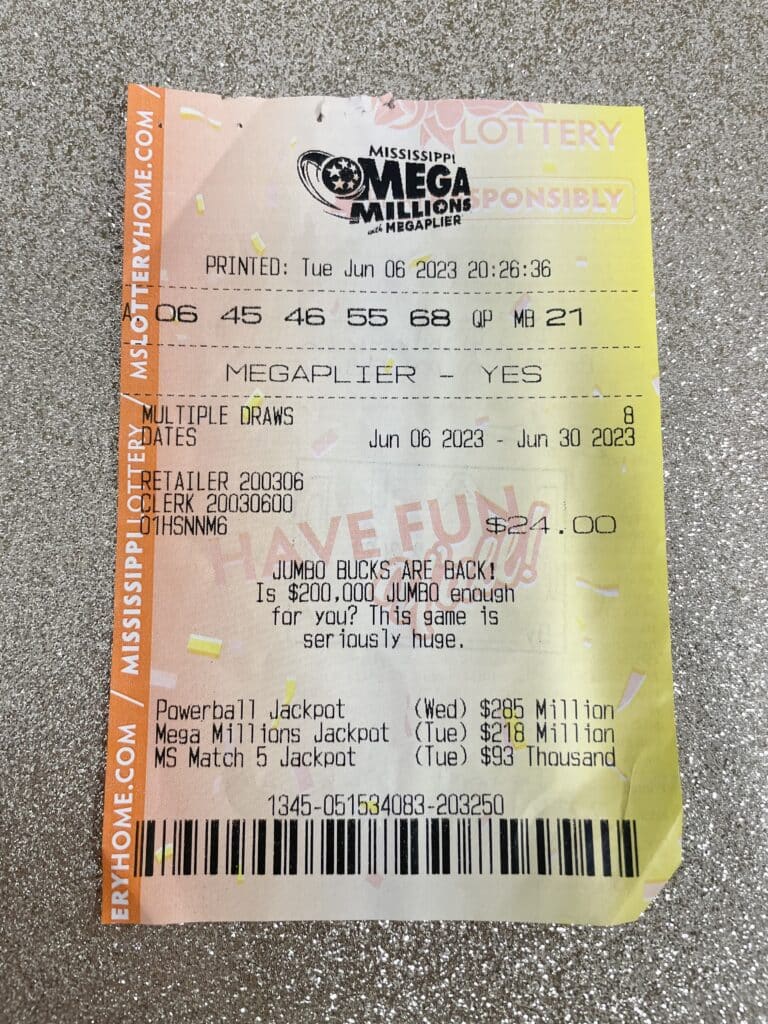 LOTTERY
MISSISSIPPI
MEGA
MILLIONS
with MEGAPLIER
SPONSIBLY
PRINTED: Tue Jun 06 2023 20:26:36
A 06 45 46 55 68 QP MB 21
MEGAPLIER - YES
MULTIPLE DRAWS 8
DATES Jun 06 2023 - Jun 30 2023
RETAILER 200306
CLERK 20030600
01HSNNM6 $24.00
HAVE FUN
JUMBO BUCKS ARE BACK!
Is $200,000 JUMBO enough
for you? This game is
seriously huge.
Powerball Jackpot (Wed) $285 Million
Mega Millions Jackpot (Tue) $218 Million
MS Match 5 Jackpot (Tue) $93 Thousand
1345-051534083-203250
ERYHOME.COM / MISSISSIPPI LOTTERY / MSLOTTERYHOME.COM /